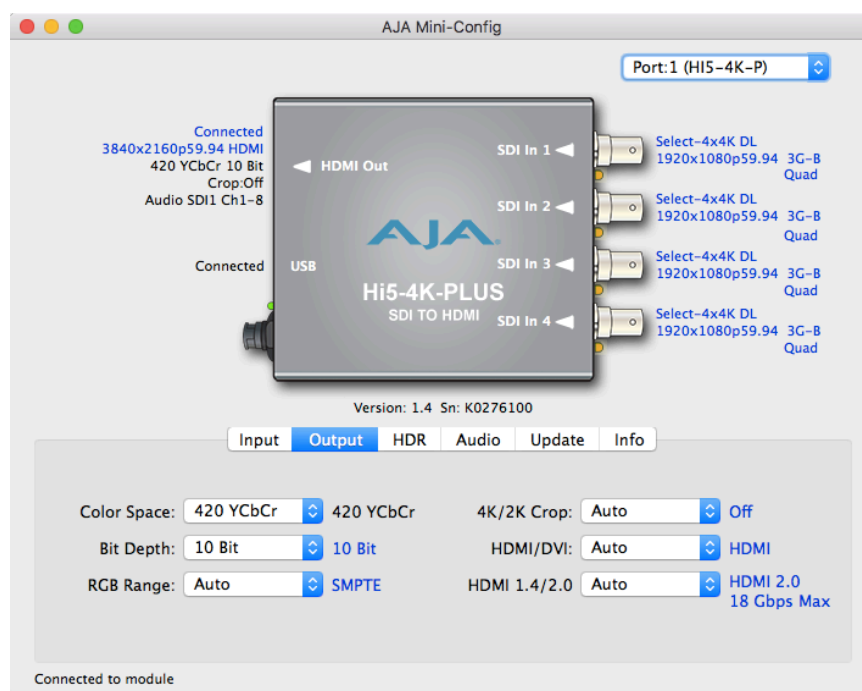 AJA Mini-Config
Port:1 (HI5-4K-P)
Connected
3840x2160p59.94 HDMI
420 YCbCr 10 Bit
Crop:Off
Audio SDI1 Ch1-8
Connected
HDMI Out
USB
SDI In 1
SDI In 2
SDI In 3
SDI In 4
AJA
Hi5-4K-PLUS
SDI TO HDMI
Select-4x4K DL
1920x1080p59.94 3G-B
Quad
Select-4x4K DL
1920x1080p59.94 3G-B
Quad
Select-4x4K DL
1920x1080p59.94 3G-B
Quad
Select-4x4K DL
1920x1080p59.94 3G-B
Quad
Version: 1.4 Sn: K0276100
Input Output HDR Audio Update Info
Color Space: 420 YCbCr 420 YCbCr 4K/2K Crop: Auto Off
Bit Depth: 10 Bit 10 Bit HDMI/DVI: Auto HDMI
RGB Range: Auto SMPTE HDMI 1.4/2.0 Auto HDMI 2.0
18 Gbps Max
Connected to module